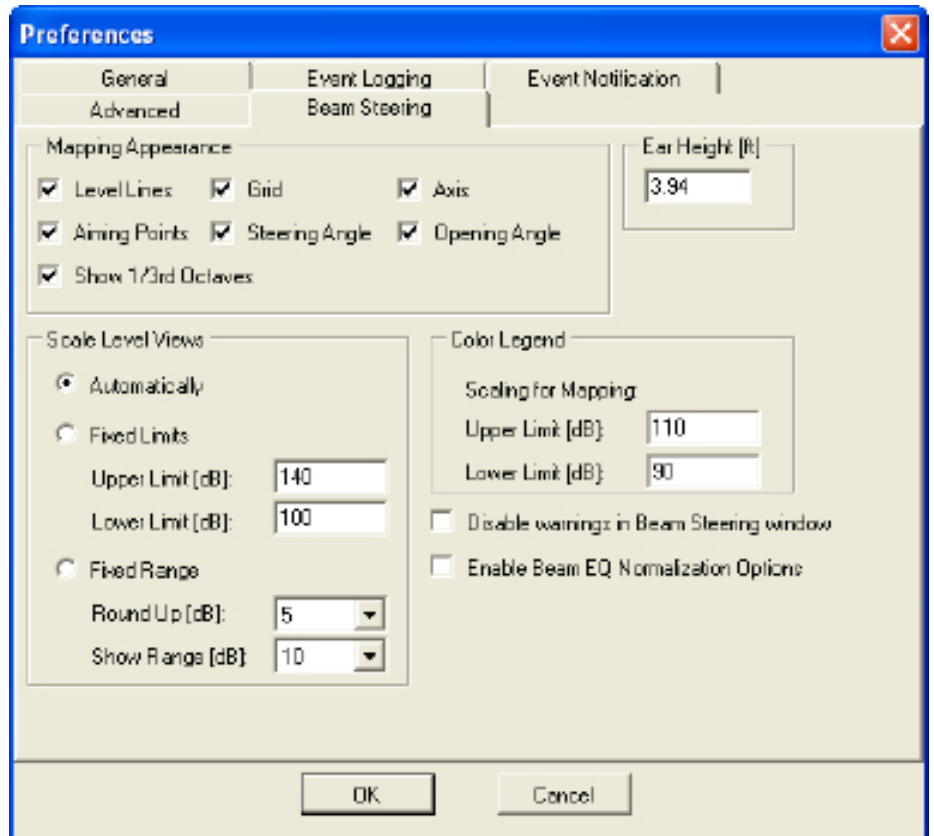 Preferences
General Event Logging Event Notification
Advanced Beam Steering
Mapping Appearance
Level Lines Grid Axis
Aiming Points Steering Angle Opening Angle
Show 1/3rd Octaves
Ear Height [ft]
3.94
Scale Level Views
Automatically
Fixed Limits
Upper Limit [dB]: 140
Lower Limit [dB]: 100
Fixed Range
Round Up [dB]: 5
Show Range [dB]: 10
Color Legend
Scaling for Mapping:
Upper Limit [dB]: 110
Lower Limit [dB]: 90
Disable warnings in Beam Steering window
Enable Beam EQ Normalization Options
OK Cancel